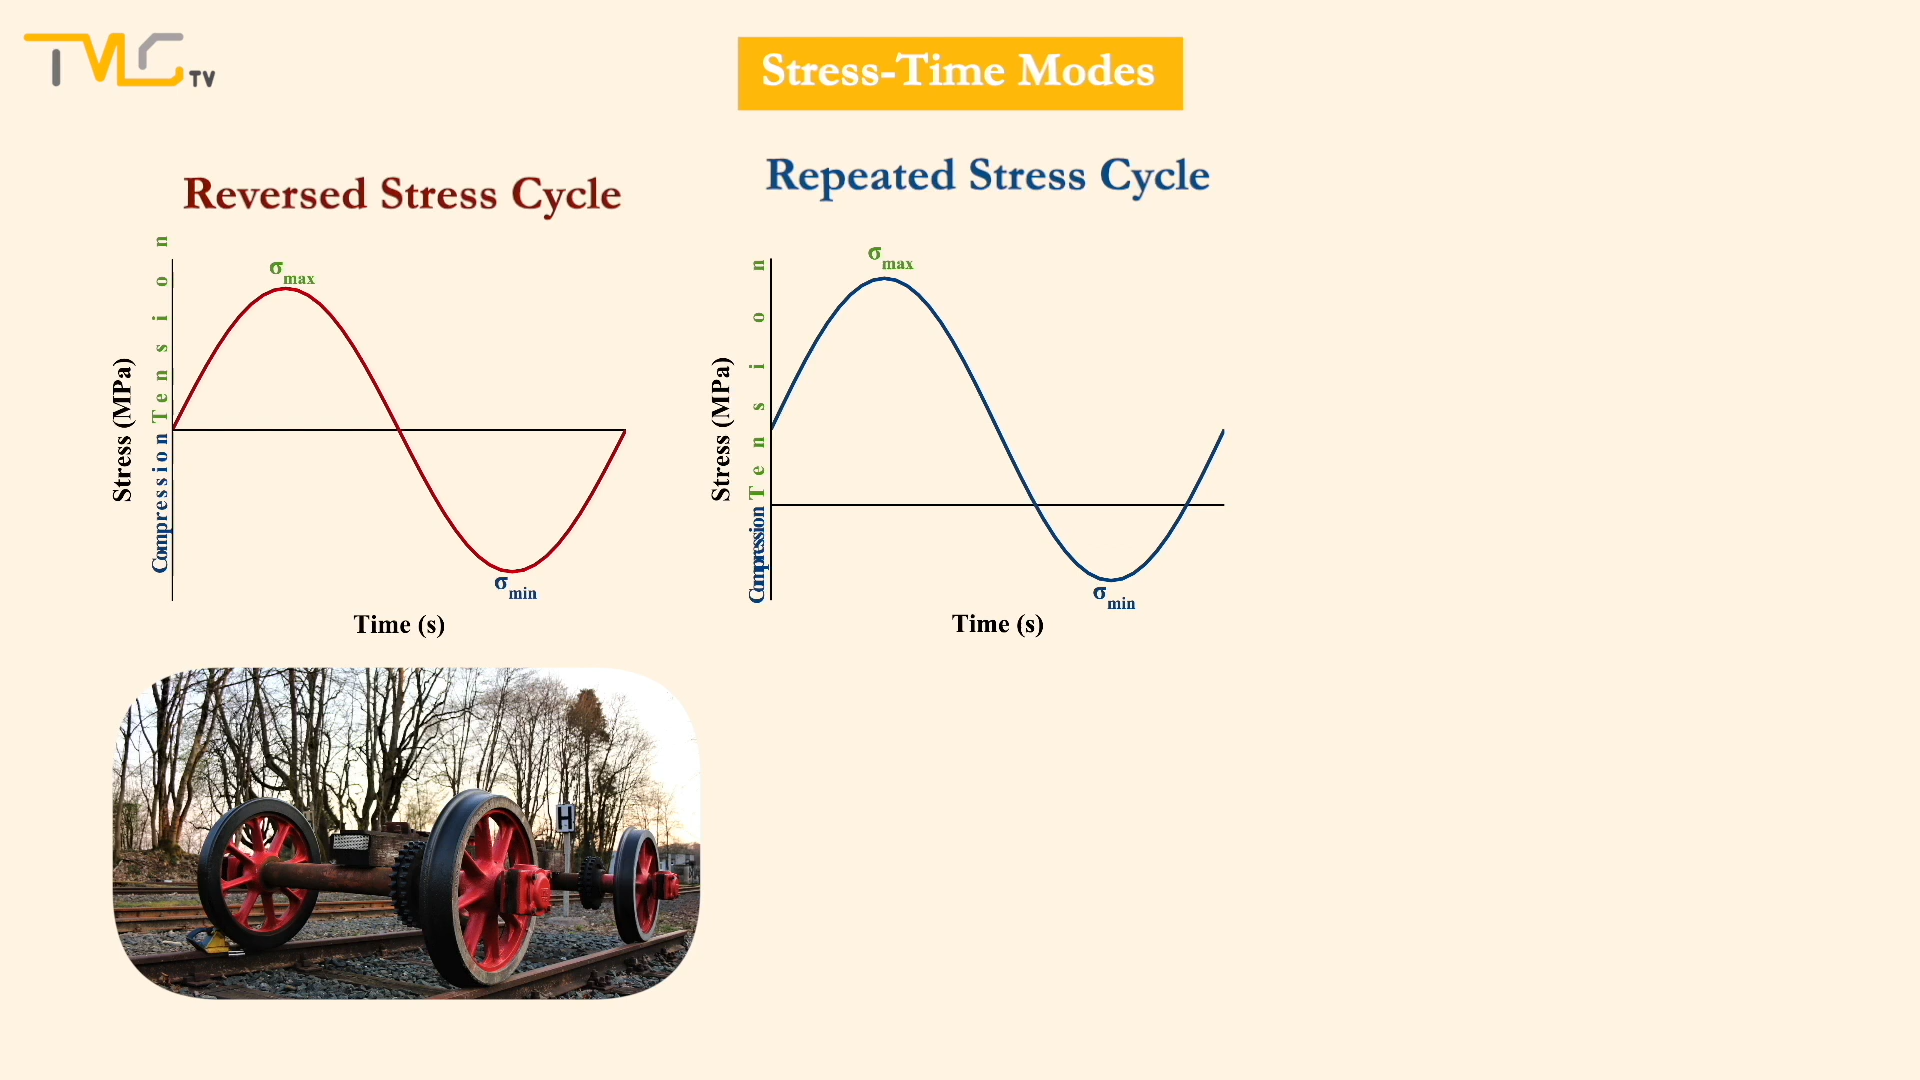 TMC TV
Stress-Time Modes
Reversed Stress Cycle
Repeated Stress Cycle
σmax
Tension
Stress (MPa)
Compression
σmin
Time (s)
σmax
Tension
Stress (MPa)
Compression
σmin
Time (s)
H